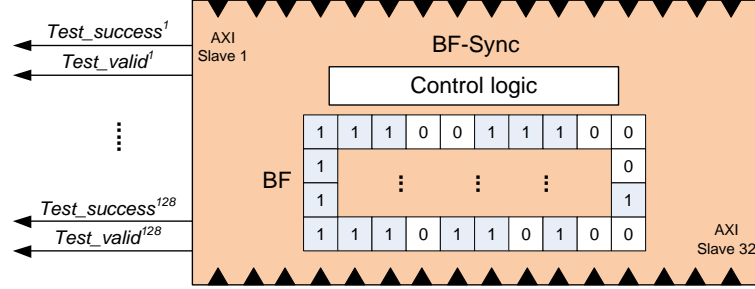 Test_success¹
Test_valid¹
Test_success¹²⁸
Test_valid¹²⁸
AXI
Slave 1
BF-Sync
Control logic
BF
1 1 1 0 0 1 1 1 0 0
1 0
1 1
1 1 1 0 1 1 0 1 0 0
AXI
Slave 32